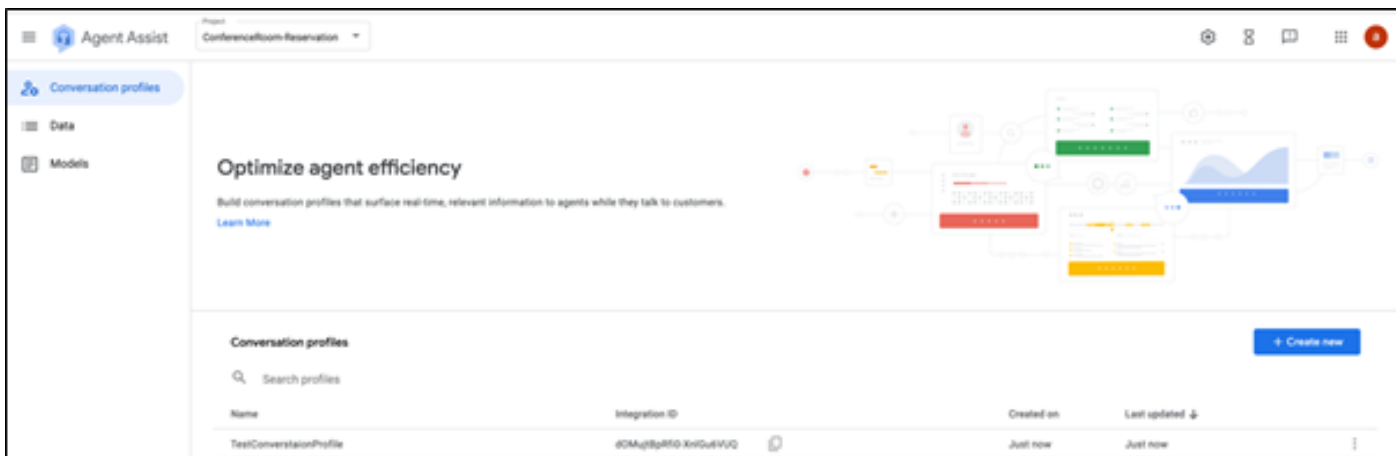 Project
Agent Assist
ConferenceRoom-Reservation
a
Conversation profiles
Data
Models
Optimize agent efficiency
Build conversation profiles that surface real-time, relevant information to agents while they talk to customers.
Learn More
Conversation profiles
+ Create new
Search profiles
Name Integration ID Created on Last updated
TestConverstaionProfile Just now Just now